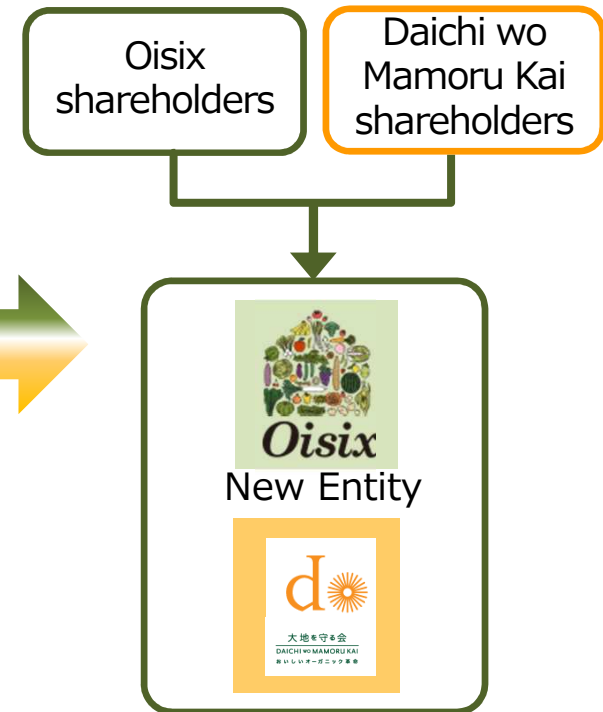 Oisix
shareholders
Daichi wo
Mamoru Kai
shareholders
Oisix
New Entity
do
大地を守る会
DAICHI WO MAMORU KAI
おいしいオーガニック革命